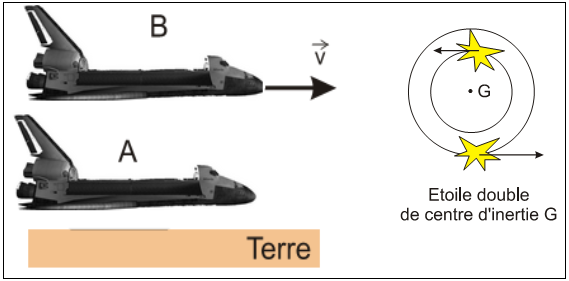 B
v
A
Terre
G
Etoile double
de centre d'inertie G